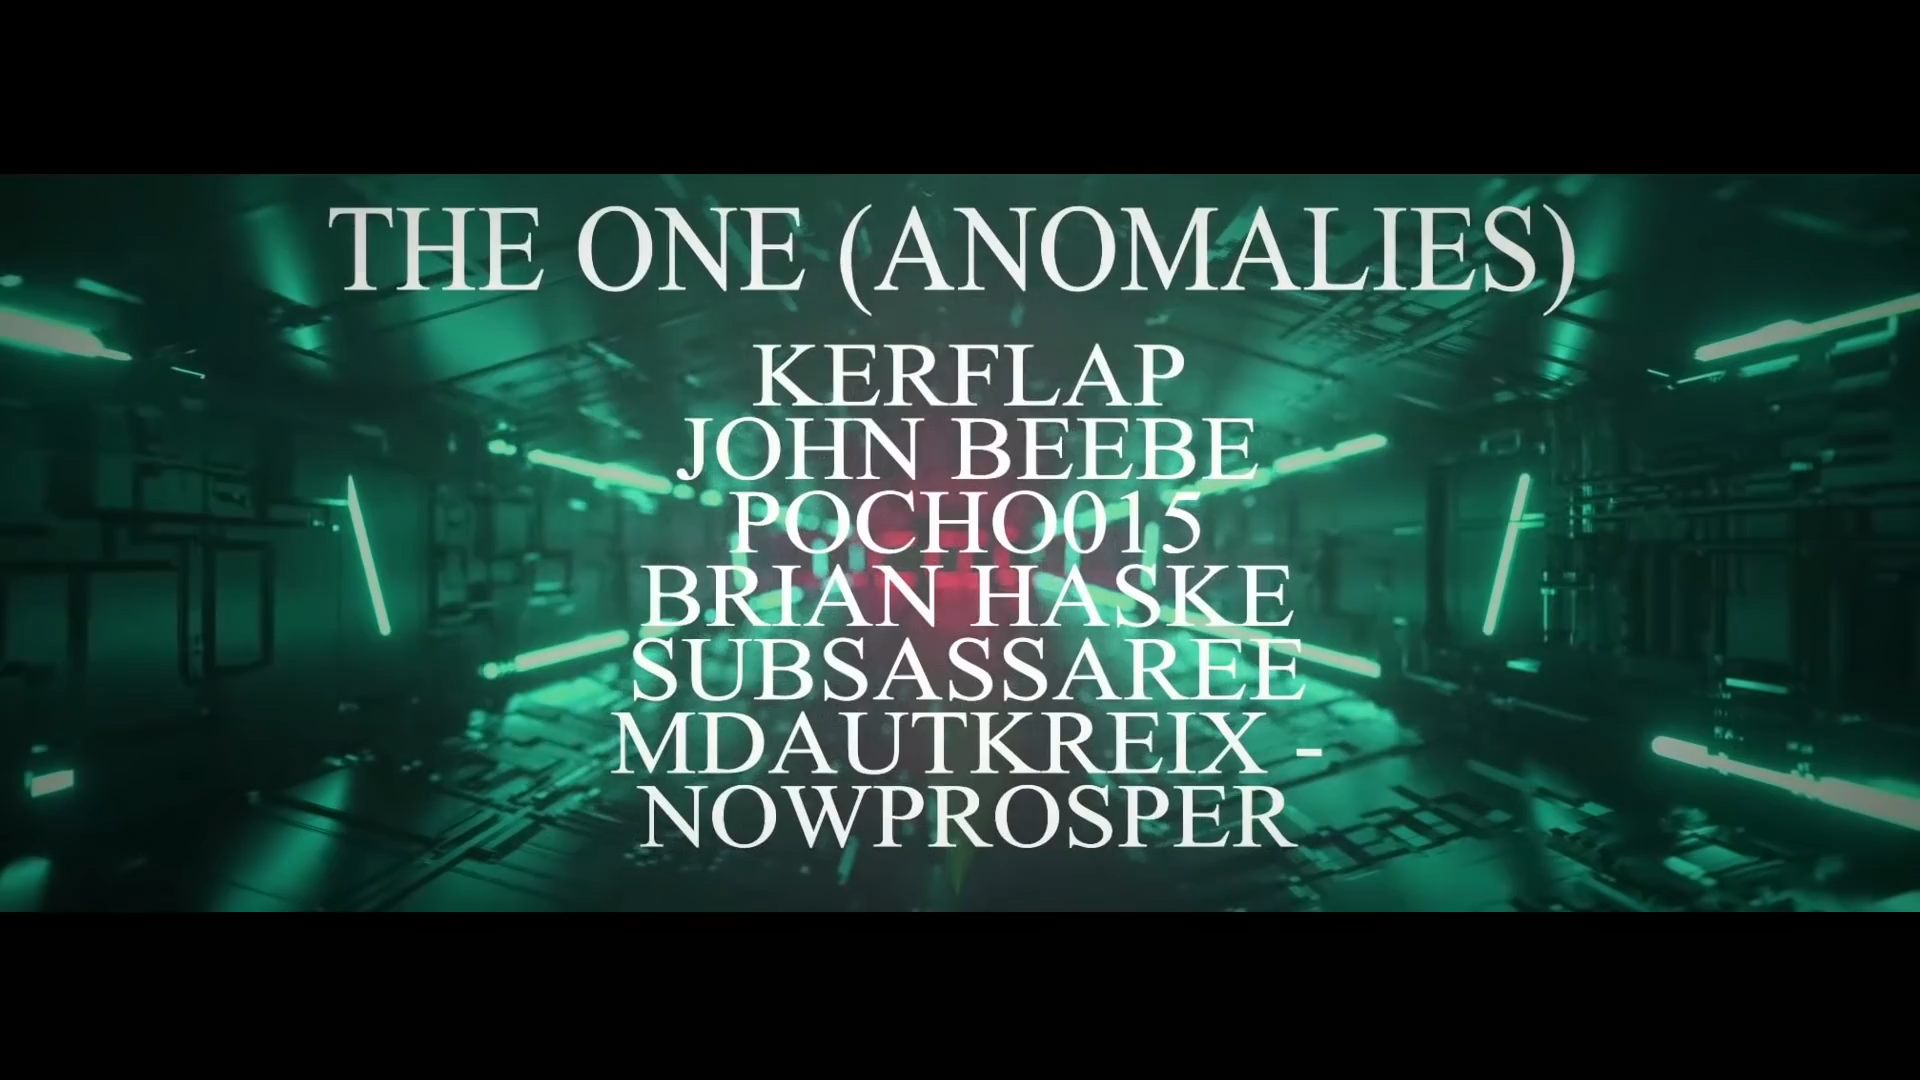 THE ONE (ANOMALIES)
KERFLAP
JOHN BEEBE
POCHO015
BRIAN HASKE
SUBSASSAREE
MDAUTKREIX -
NOWPROSPER